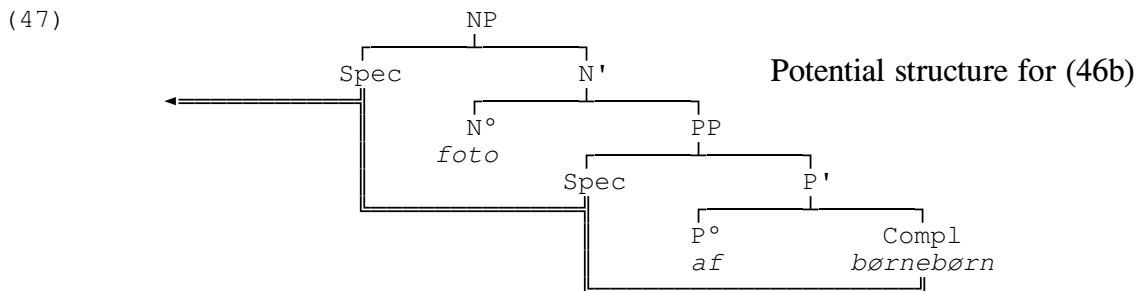 (47) NP
Spec N' Potential structure for (46b)
N° PP
foto
Spec P'
P° Compl
af børnebørn